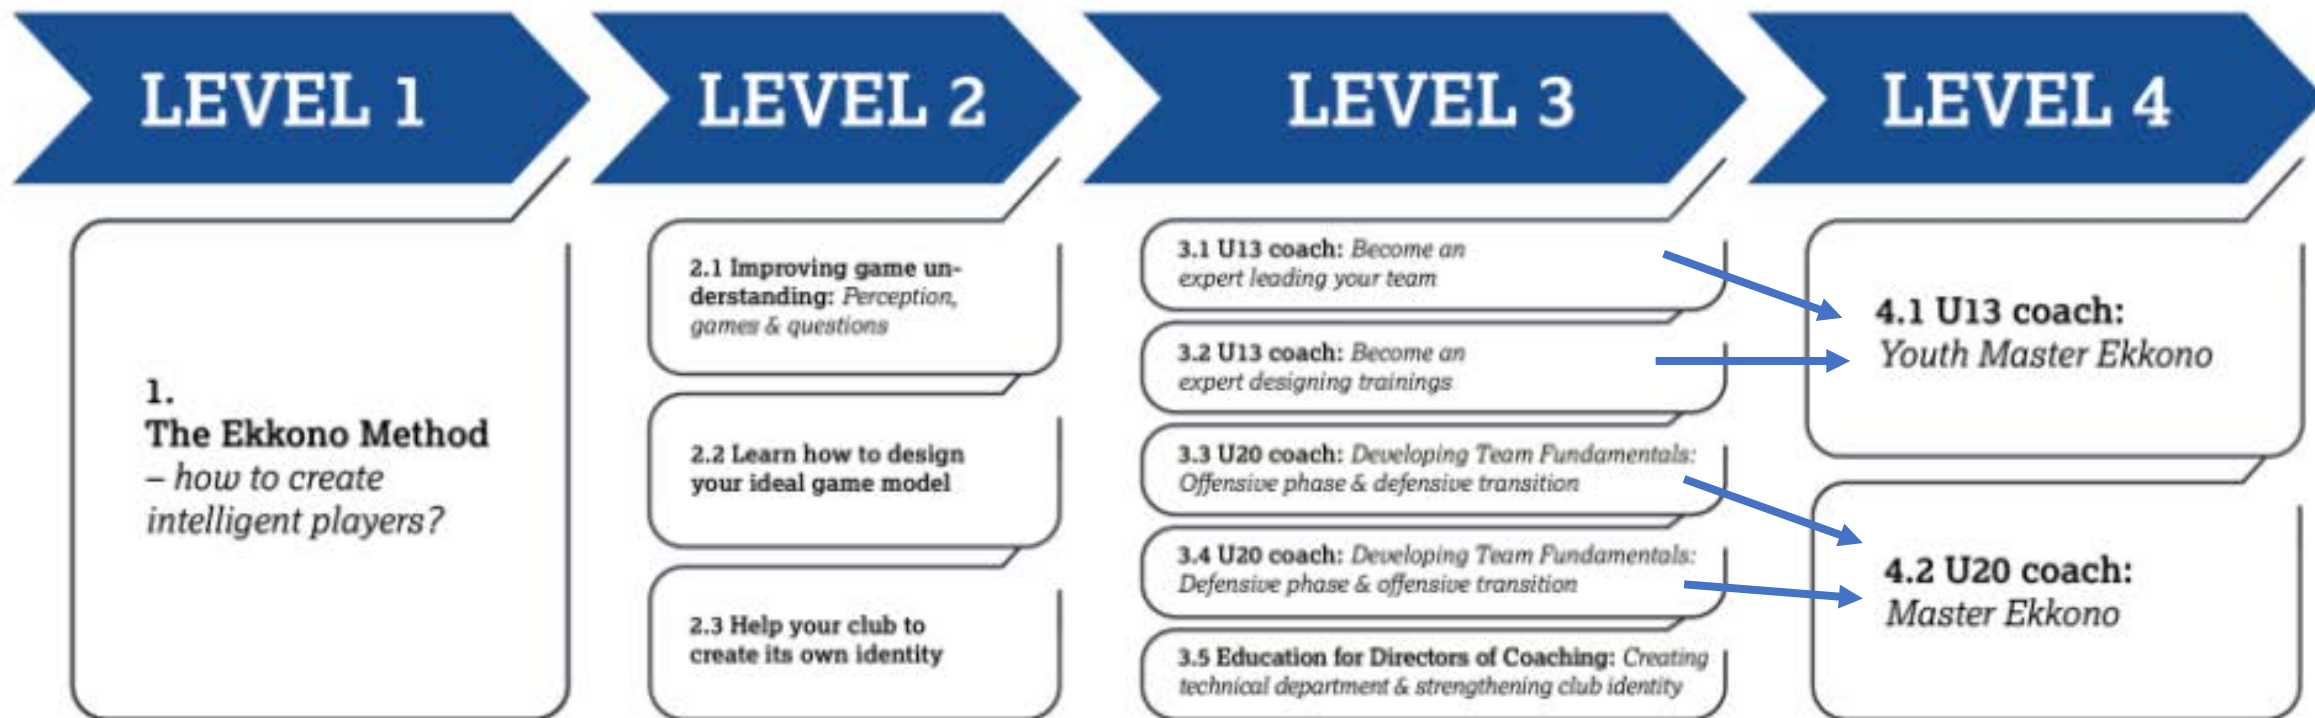 LEVEL 1
1.
The Ekkono Method
– how to create
intelligent players?
LEVEL 2
2.1 Improving game un-
derstanding: Perception,
games & questions
2.2 Learn how to design
your ideal game model
2.3 Help your club to
create its own identity
LEVEL 3
3.1 U13 coach: Become an
expert leading your team
3.2 U13 coach: Become an
expert designing trainings
3.3 U20 coach: Developing Team Fundamentals:
Offensive phase & defensive transition
3.4 U20 coach: Developing Team Fundamentals:
Defensive phase & offensive transition
3.5 Education for Directors of Coaching: Creating
technical department & strengthening club identity
LEVEL 4
4.1 U13 coach:
Youth Master Ekkono
4.2 U20 coach:
Master Ekkono